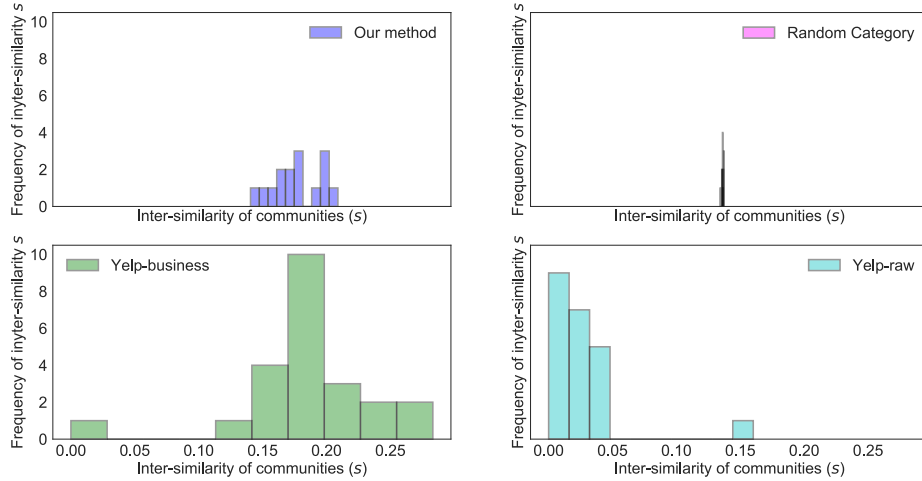 Frequency of inyter-similarity s
10
8
6
4
2
0
Our method
Inter-similarity of communities (s)
Frequency of inyter-similarity s
Random Category
Inter-similarity of communities (s)
Frequency of inyter-similarity s
10
8
6
4
2
0
Yelp-business
0.00 0.05 0.10 0.15 0.20 0.25
Inter-similarity of communities (s)
Frequency of inyter-similarity s
Yelp-raw
0.00 0.05 0.10 0.15 0.20 0.25
Inter-similarity of communities (s)